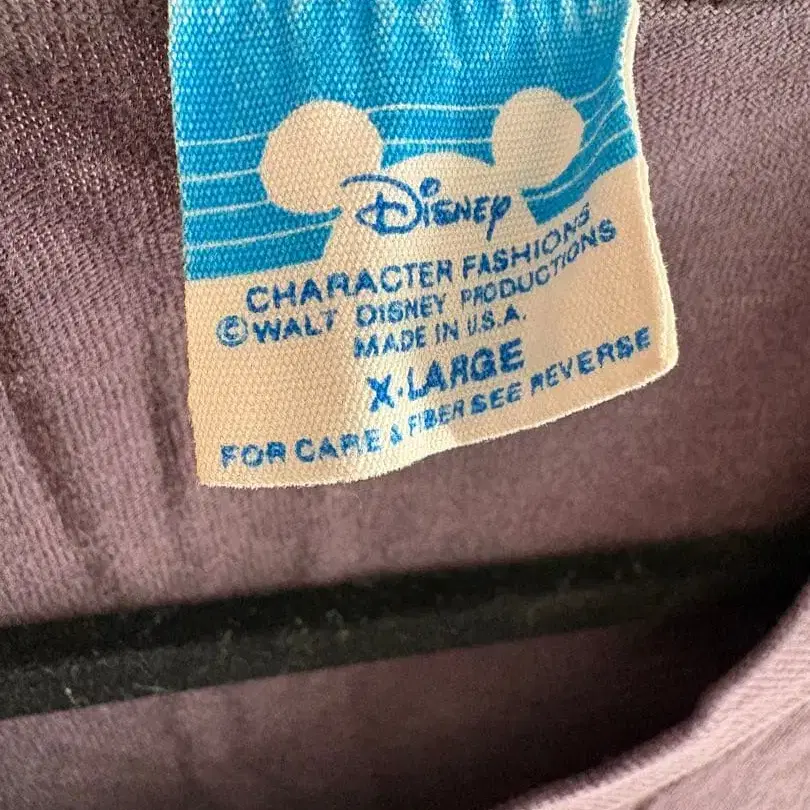 Disney
CHARACTER FASHIONS
©WALT DISNEY PRODUCTIONS
MADE IN U.S.A.
X-LARGE
FOR CARE & FIBER SEE REVERSE